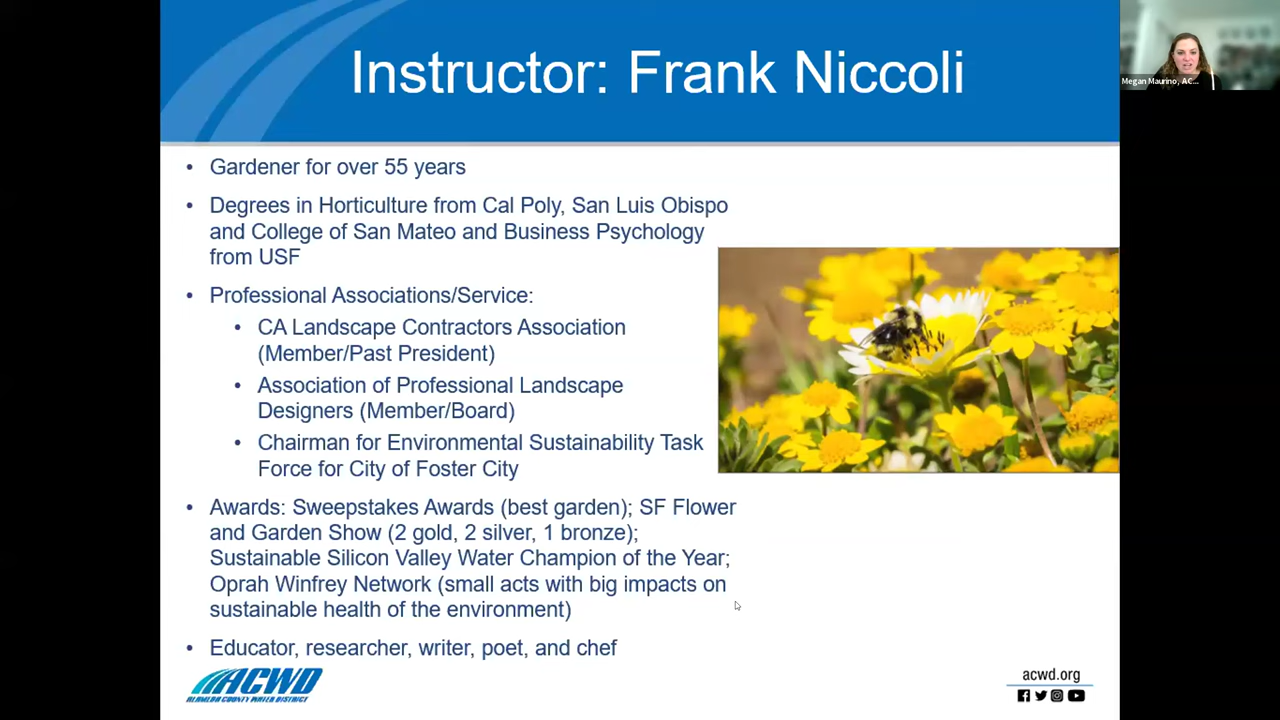 Instructor: Frank Niccoli
Megan Maurino, AC...
• Gardener for over 55 years
• Degrees in Horticulture from Cal Poly, San Luis Obispo
and College of San Mateo and Business Psychology
from USF
• Professional Associations/Service:
• CA Landscape Contractors Association
(Member/Past President)
• Association of Professional Landscape
Designers (Member/Board)
• Chairman for Environmental Sustainability Task
Force for City of Foster City
• Awards: Sweepstakes Awards (best garden); SF Flower
and Garden Show (2 gold, 2 silver, 1 bronze);
Sustainable Silicon Valley Water Champion of the Year;
Oprah Winfrey Network (small acts with big impacts on
sustainable health of the environment)
• Educator, researcher, writer, poet, and chef
ACWD
ALAMEDA COUNTY WATER DISTRICT
acwd.org